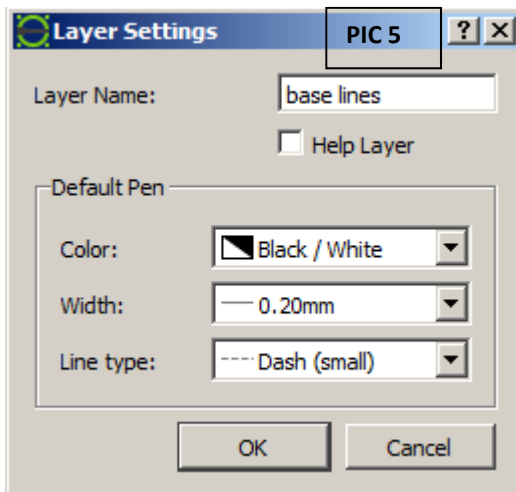 Layer Settings
PIC 5
?
Layer Name: base lines
Help Layer
Default Pen
Color: Black / White
Width: 0.20mm
Line type: Dash (small)
OK Cancel